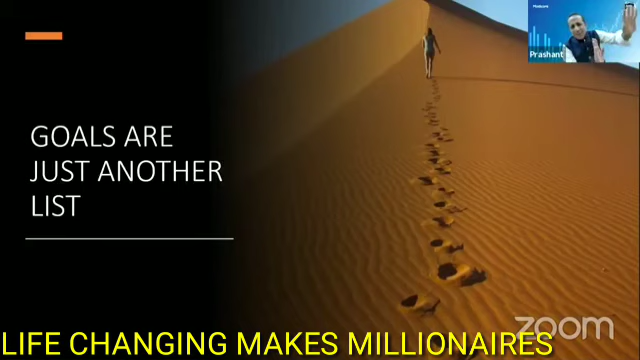 GOALS ARE
JUST ANOTHER
LIST
Prashant
zoom
LIFE CHANGING MAKES MILLIONAIRES